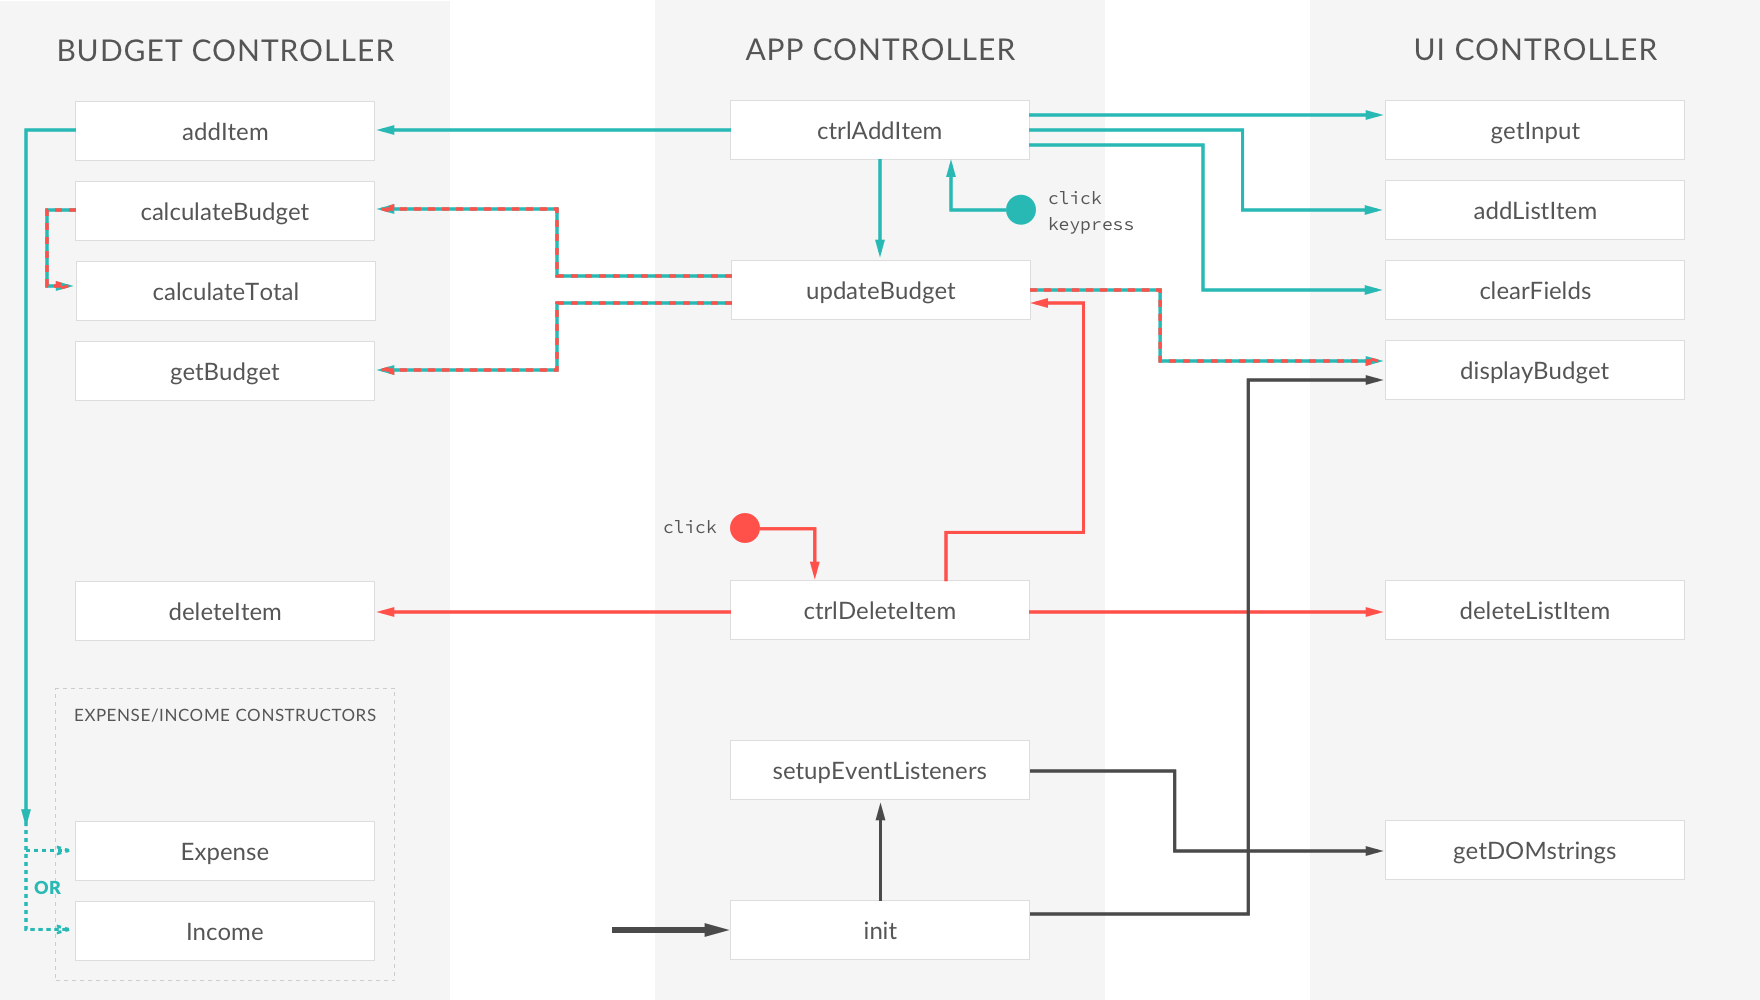 BUDGET CONTROLLER
addItem
calculateBudget
calculateTotal
getBudget
deleteItem
EXPENSE/INCOME CONSTRUCTORS
Expense
OR
Income
APP CONTROLLER
ctrlAddItem
click
keypress
updateBudget
click
ctrlDeleteItem
setupEventListeners
init
UI CONTROLLER
getInput
addListItem
clearFields
displayBudget
deleteListItem
getDOMstrings